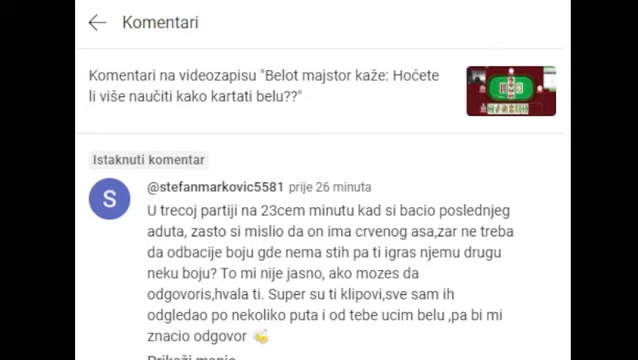 Komentari
Komentari na videozapisu "Belot majstor kaže: Hoćete
li više naučiti kako kartati belu??"
Istaknuti komentar
S
@stefanmarkovic5581 prije 26 minuta
U trecoj partiji na 23cem minutu kad si bacio poslednjeg
aduta, zasto si mislio da on ima crvenog asa,zar ne treba
da odbacije boju gde nema stih pa ti igras njemu drugu
neku boju? To mi nije jasno, ako mozes da
odgovoris,hvala ti. Super su ti klipovi,sve sam ih
odgledao po nekoliko puta i od tebe ucim belu ,pa bi mi
znacio odgovor
Prikaži manje